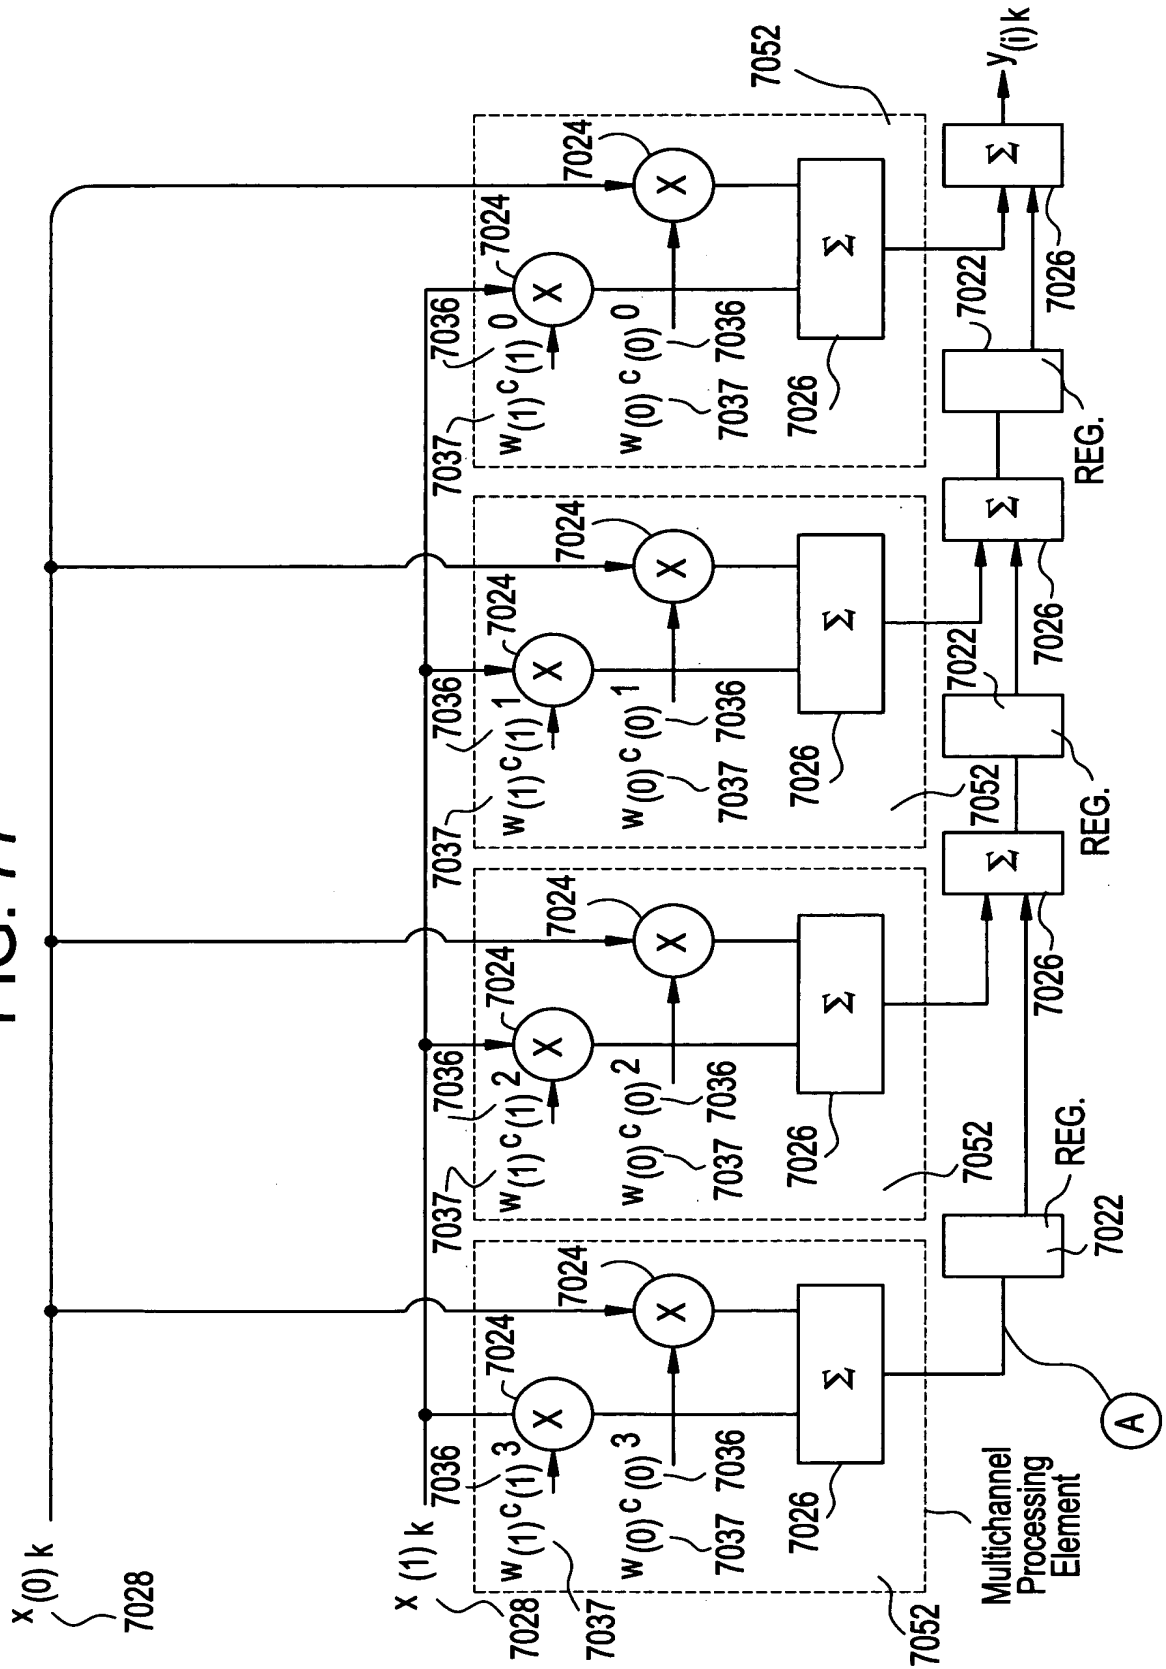 FIG. 77
x(0)k
7028
x(1)k
7028
7037
7036
w(1)c(1)3
7024
7024
w(0)c(0)3
7037 7036
7026
Σ
X
X
7052
Multichannel
Processing
Element
A
7037
7036
w(1)c(1)2
7024
7024
w(0)c(0)2
7037 7036
7026
Σ
X
X
7052
7037
7036
w(1)c(1)1
7024
7024
w(0)c(0)1
7037 7036
7026
Σ
X
X
7052
7037
7036
w(1)c(1)0
7024
7024
w(0)c(0)0
7037 7036
7026
Σ
X
X
7052
7022
REG.
Σ
7026
7022
REG.
Σ
7026
7022
REG.
Σ
7026
y(i)k